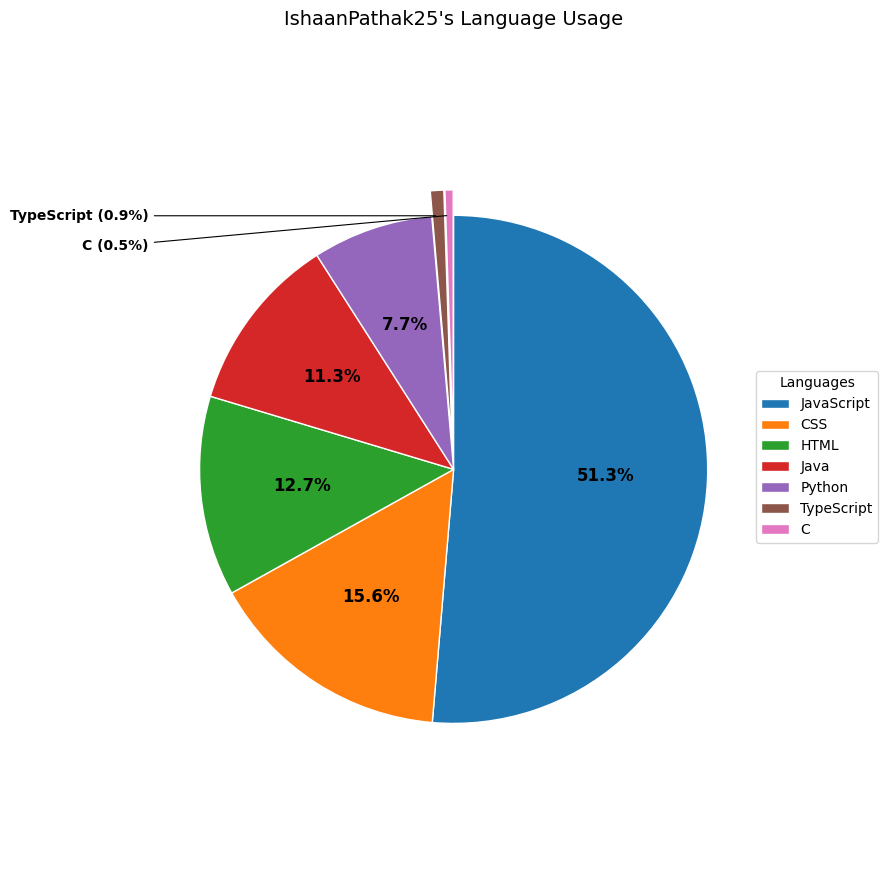 IshaanPathak25's Language Usage
TypeScript (0.9%)
C (0.5%)
7.7%
11.3%
12.7%
15.6%
51.3%
Languages
JavaScript
CSS
HTML
Java
Python
TypeScript
C